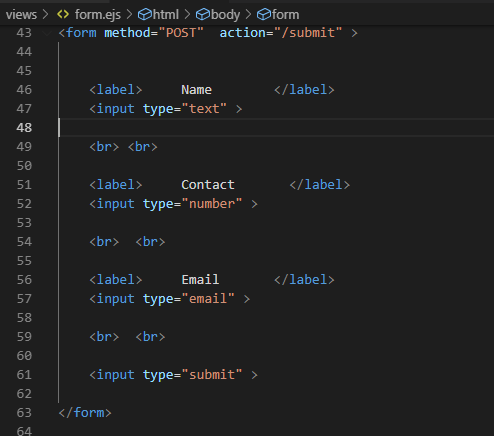 views > form.ejs > html > body > form
43 <form method="POST"  action="/submit" >
44
45
46     <label>     Name        </label>
47     <input type="text" >
48
49     <br> <br>
50
51     <label>     Contact       </label>
52     <input type="number" >
53
54     <br>  <br>
55
56     <label>     Email       </label>
57     <input type="email" >
58
59     <br>  <br>
60
61     <input type="submit" >
62
63 </form>
64